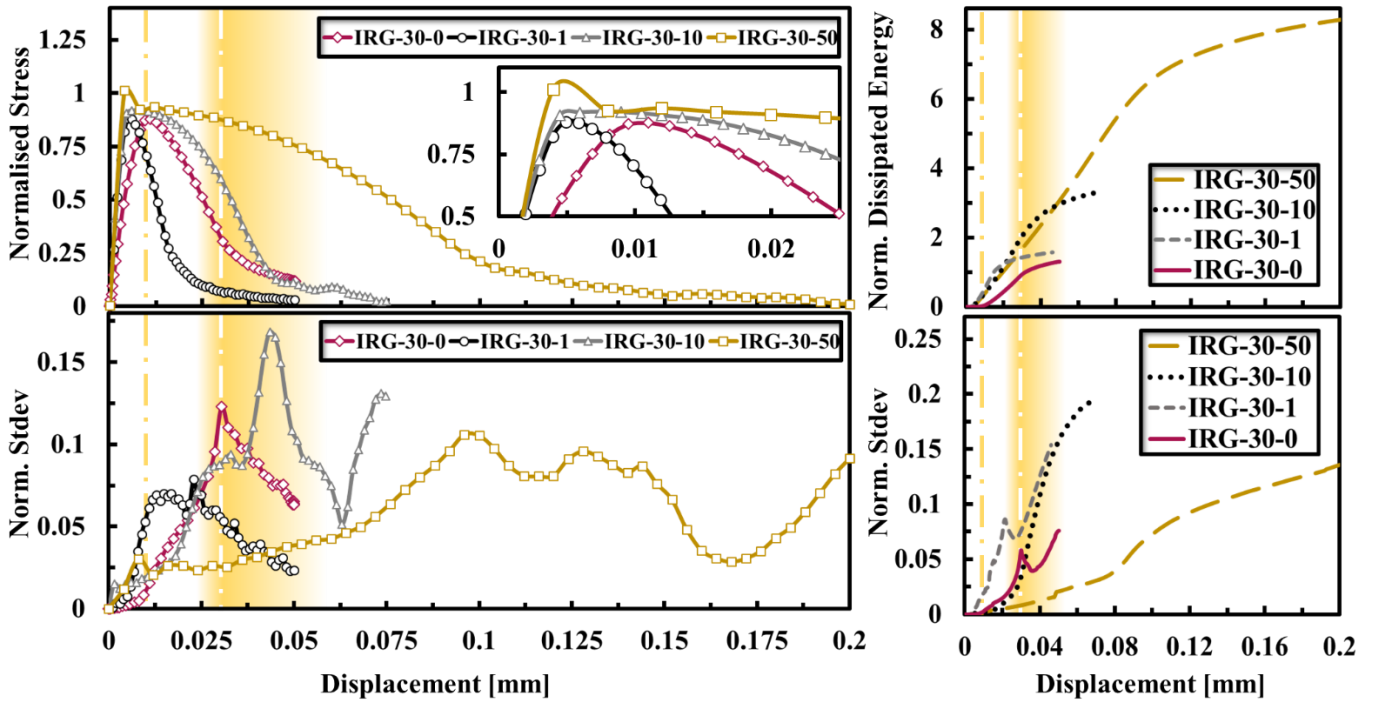 Normalised Stress
1.25
1
0.75
0.5
0.25
0
IRG-30-0 IRG-30-1 IRG-30-10 IRG-30-50
1
0.75
0.5
0 0.01 0.02
Norm. Stdev
0.15
0.1
0.05
0
IRG-30-0 IRG-30-1 IRG-30-10 IRG-30-50
0 0.025 0.05 0.075 0.1 0.125 0.15 0.175 0.2
Displacement [mm]
Norm. Dissipated Energy
8
6
4
2
0
IRG-30-50
IRG-30-10
IRG-30-1
IRG-30-0
Norm. Stdev
0.25
0.2
0.15
0.1
0.05
0
IRG-30-50
IRG-30-10
IRG-30-1
IRG-30-0
0 0.04 0.08 0.12 0.16 0.2
Displacement [mm]